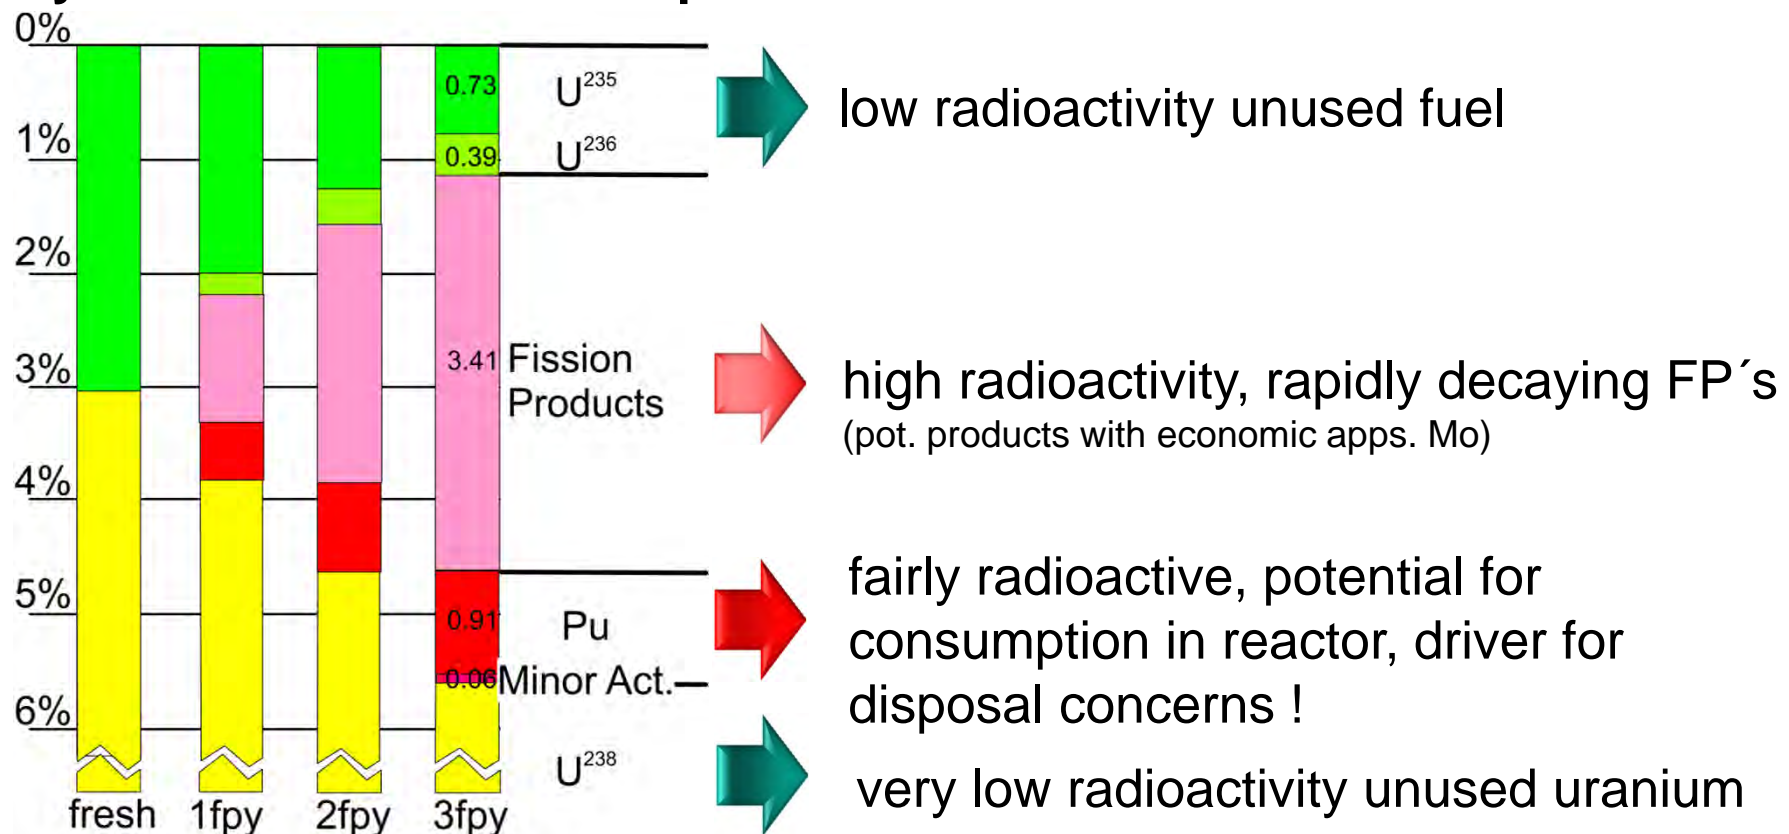 0%
1%
2%
3%
4%
5%
6%
fresh 1fpy 2fpy 3fpy
0.73
0.39
3.41
0.91
0.06
U235
U236
Fission
Products
Pu
Minor Act.
U238
low radioactivity unused fuel
high radioactivity, rapidly decaying FP´s
(pot. products with economic apps. Mo)
fairly radioactive, potential for
consumption in reactor, driver for
disposal concerns !
very low radioactivity unused uranium